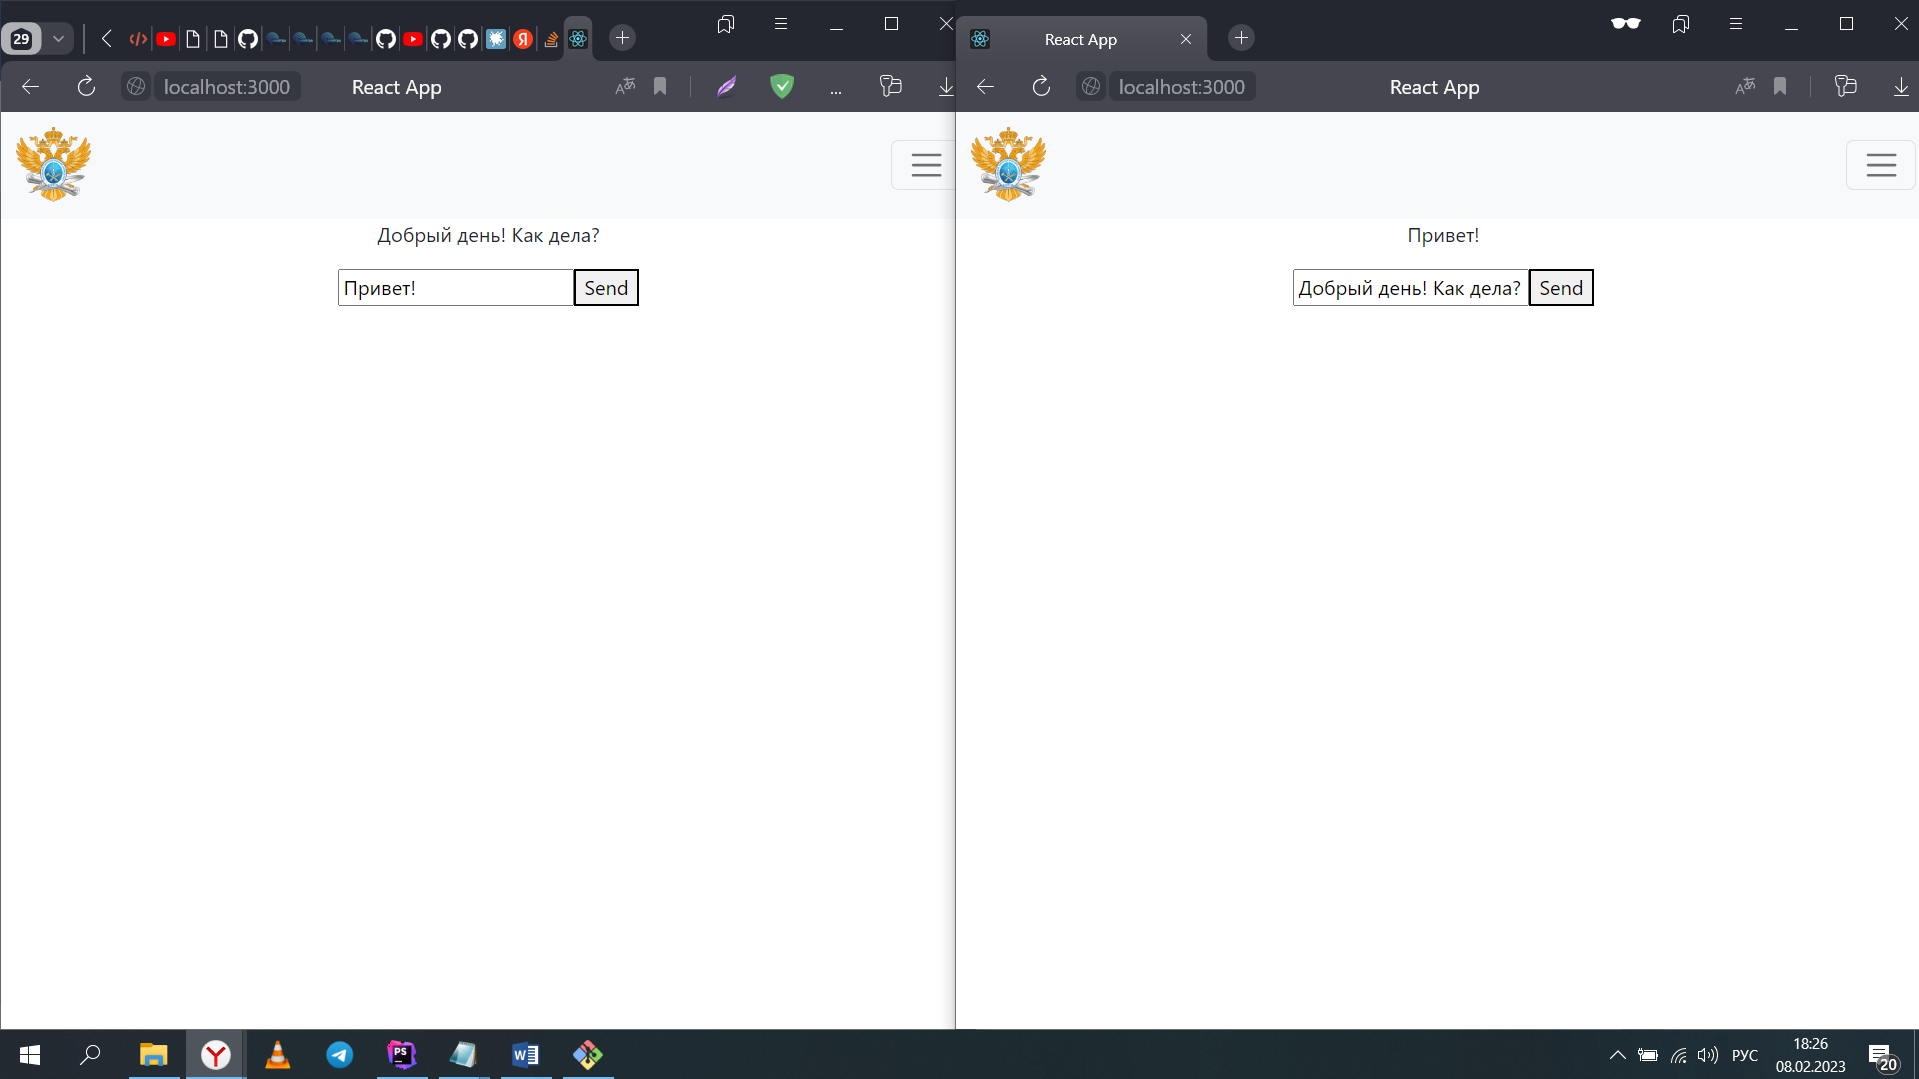 29
localhost:3000
React App
...
Добрый день! Как дела?
Привет!
Send
React App
localhost:3000
React App
Привет!
Добрый день! Как дела?
Send
PS
W
РУС
18:26
08.02.2023
20